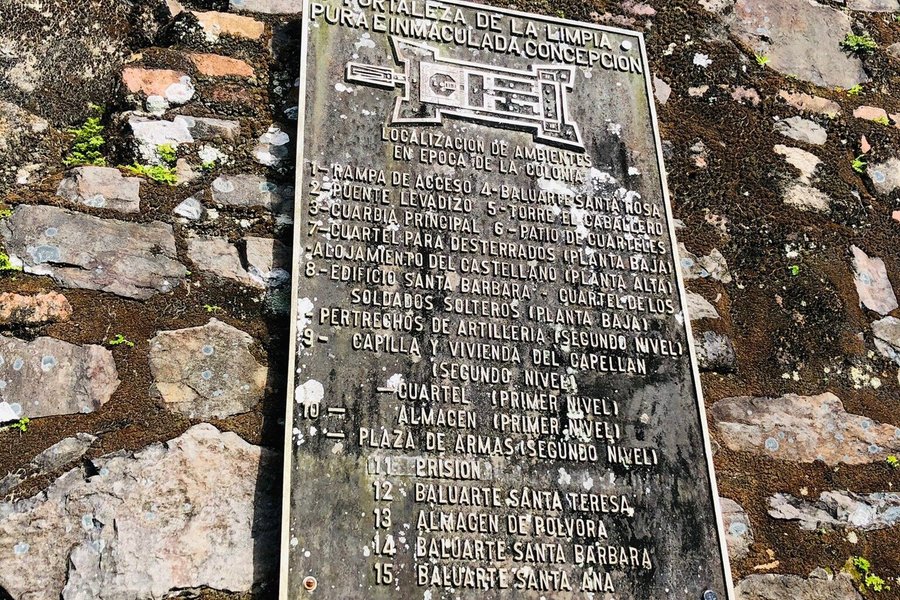 FORTALEZA DE LA LIMPIA
PURA E INMACULADA CONCEPCION
LOCALIZACION DE AMBIENTES
EN EPOCA DE LA COLONIA
1- RAMPA DE ACCESO 4- BALUARTE SANTA ROSA
2- PUENTE LEVADIZO 5- TORRE EL CABALLERO
3- GUARDIA PRINCIPAL 6- PATIO DE CUARTELES
7- CUARTEL PARA DESTERRADOS (PLANTA BAJA)
ALOJAMIENTO DEL CASTELLANO (PLANTA ALTA)
8- EDIFICIO SANTA BARBARA - CUARTEL DE LOS
SOLDADOS SOLTEROS (PLANTA BAJA)
- PERTRECHOS DE ARTILLERIA (SEGUNDO NIVEL)
9- CAPILLA Y VIVIENDA DEL CAPELLAN
(SEGUNDO NIVEL)
- CUARTEL (PRIMER NIVEL)
10 - ALMACEN (PRIMER NIVEL)
- PLAZA DE ARMAS (SEGUNDO NIVEL)
11 PRISION
12 BALUARTE SANTA TERESA
13 ALMACEN DE POLVORA
14 BALUARTE SANTA BARBARA
15 BALUARTE SANTA ANA